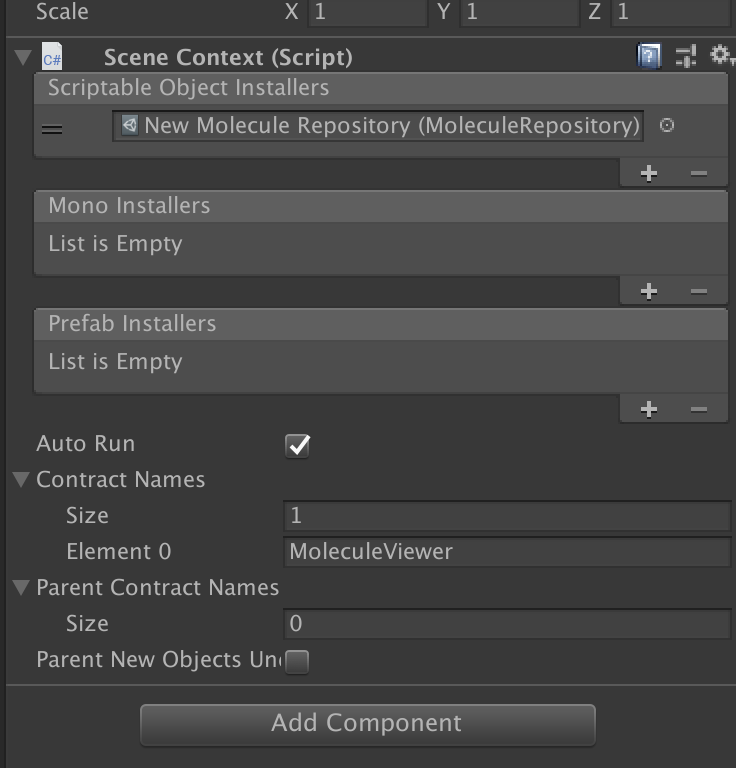 Scale X 1 Y 1 Z 1
C# Scene Context (Script) ?
Scriptable Object Installers
New Molecule Repository (MoleculeRepository)
+ −
Mono Installers
List is Empty
+ −
Prefab Installers
List is Empty
+ −
Auto Run
Contract Names
Size 1
Element 0 MoleculeViewer
Parent Contract Names
Size 0
Parent New Objects Und
Add Component